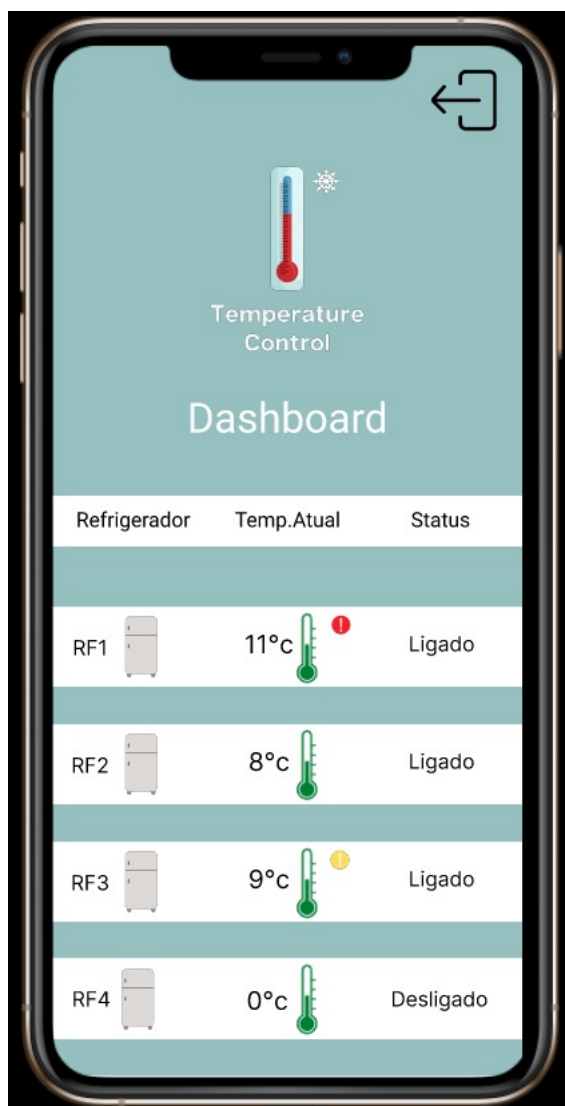 Temperature
Control
Dashboard
Refrigerador Temp.Atual Status
RF1 11°c ! Ligado
RF2 8°c Ligado
RF3 9°c ! Ligado
RF4 0°c Desligado